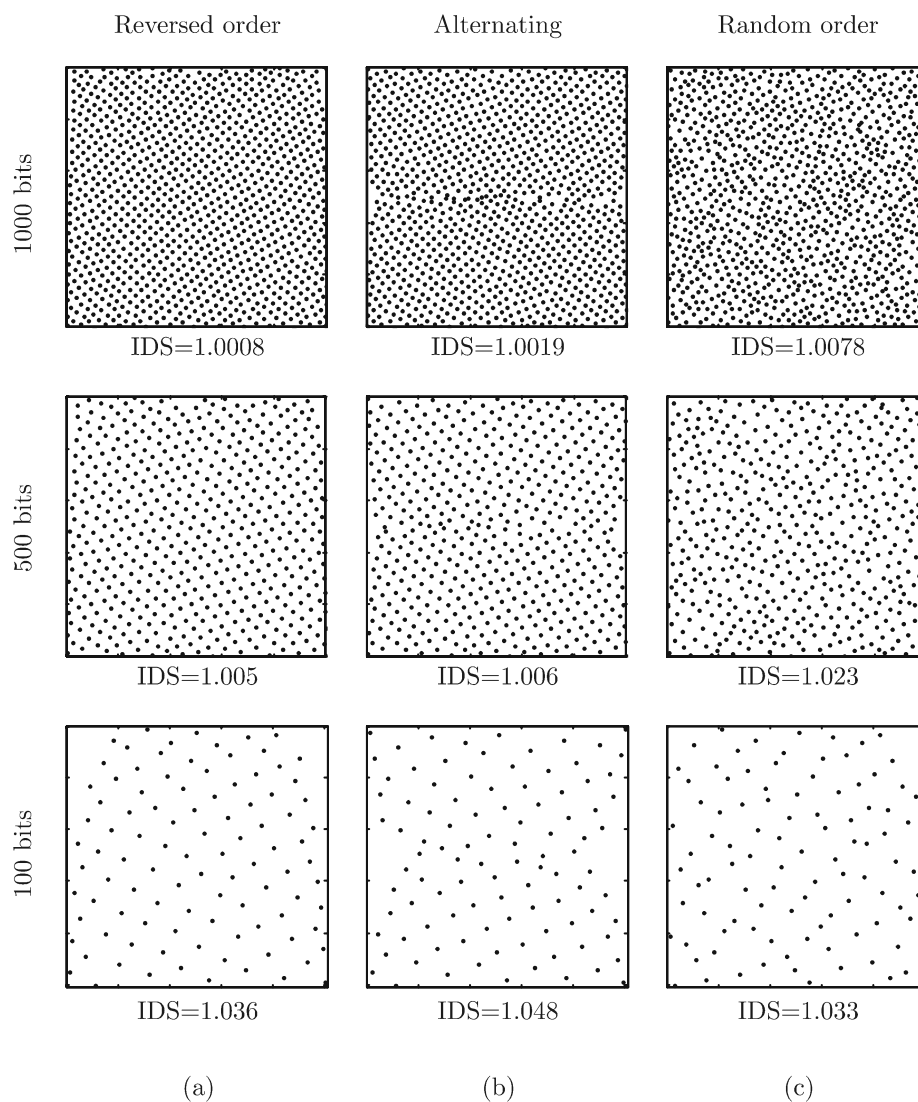 Reversed order Alternating Random order
1000 bits
IDS=1.0008 IDS=1.0019 IDS=1.0078
500 bits
IDS=1.005 IDS=1.006 IDS=1.023
100 bits
IDS=1.036 IDS=1.048 IDS=1.033
(a) (b) (c)